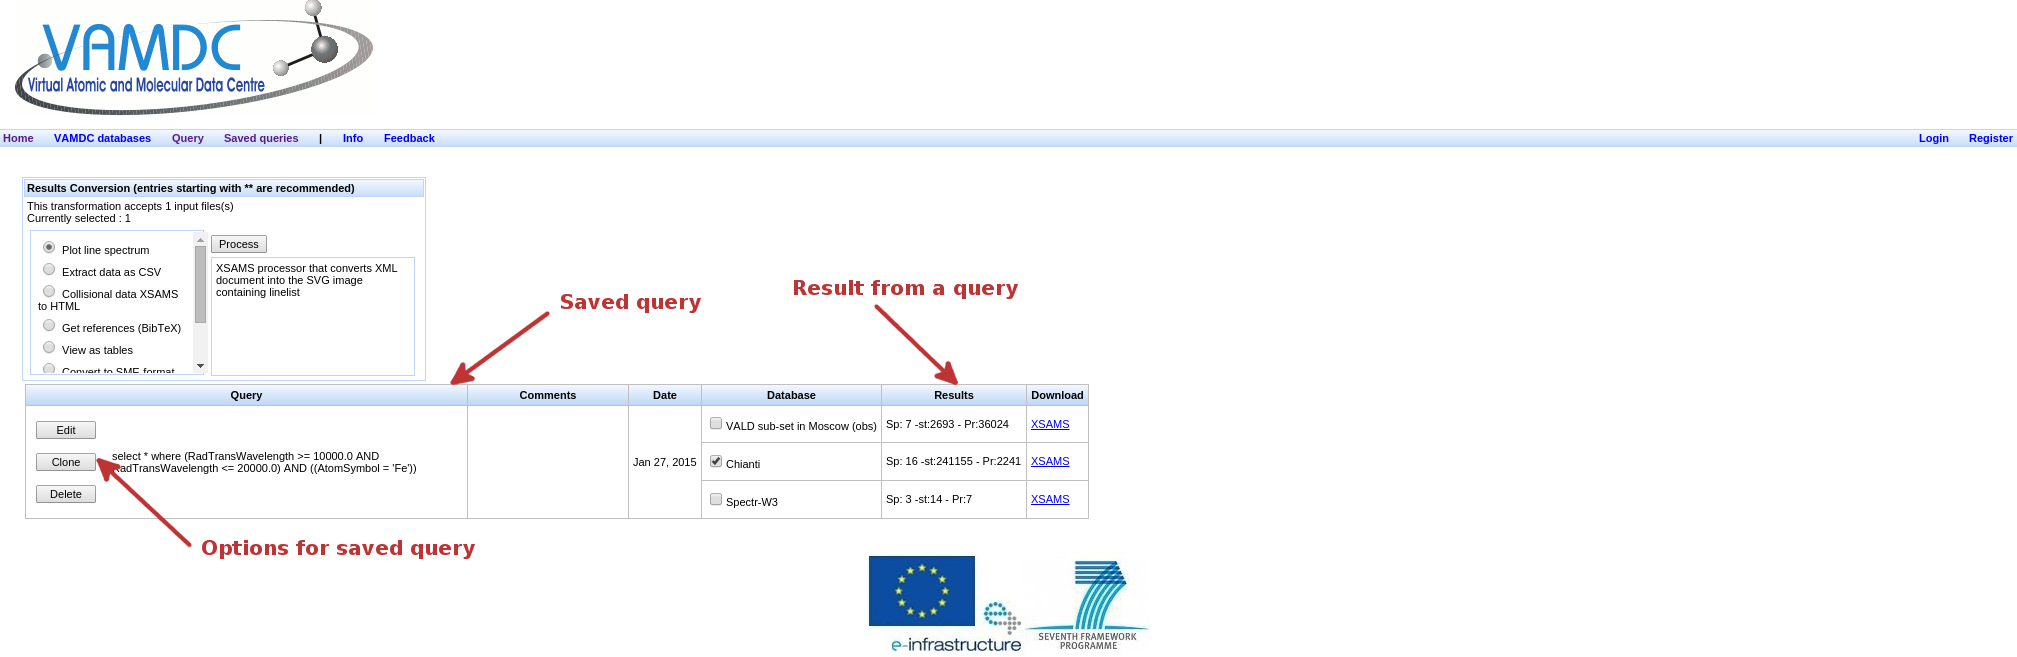 VAMDC
Virtual Atomic and Molecular Data Centre
Home VAMDC databases Query Saved queries | Info Feedback Login Register
Results Conversion (entries starting with ** are recommended)
This transformation accepts 1 input files(s)
Currently selected : 1
Plot line spectrum
Extract data as CSV
Collisional data XSAMS
to HTML
Get references (BibTeX)
View as tables
Convert to SME format
Process
XSAMS processor that converts XML
document into the SVG image
containing linelist
Saved query
Result from a query
Query Comments Date Database Results Download
Edit
Clone
Delete
select * where (RadTransWavelength >= 10000.0 AND
RadTransWavelength <= 20000.0) AND ((AtomSymbol = 'Fe'))
Jan 27, 2015
VALD sub-set in Moscow (obs) Sp: 7 -st:2693 - Pr:36024 XSAMS
Chianti Sp: 16 -st:241155 - Pr:2241 XSAMS
Spectr-W3 Sp: 3 -st:14 - Pr:7 XSAMS
Options for saved query
e-infrastructure
SEVENTH FRAMEWORK
PROGRAMME